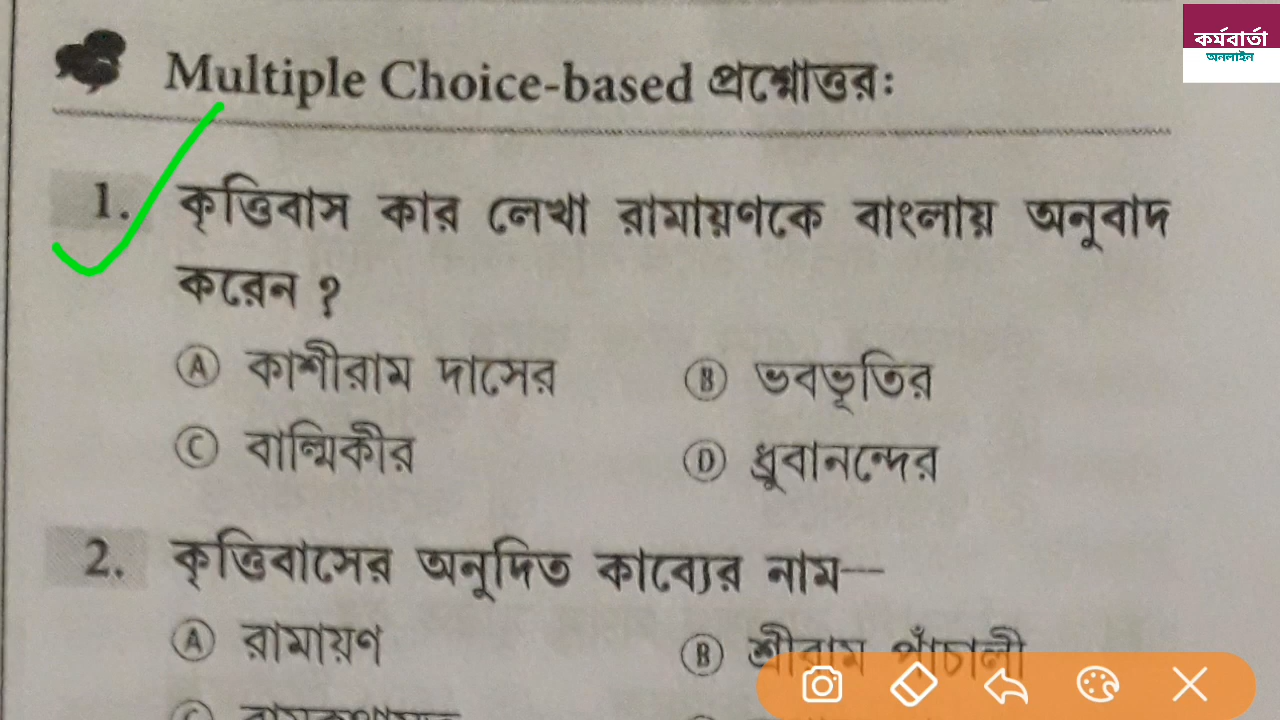 কর্মবার্তা
অনলাইন
Multiple Choice-based প্রশ্নোত্তর:
1. কৃত্তিবাস কার লেখা রামায়ণকে বাংলায় অনুবাদ
করেন ?
Ⓐ কাশীরাম দাসের Ⓑ ভবভূতির
Ⓒ বাল্মিকীর Ⓓ ধ্রুবানন্দের
2. কৃত্তিবাসের অনূদিত কাব্যের নাম—
Ⓐ রামায়ণ Ⓑ শ্রীরাম পাঁচালী
Ⓒ